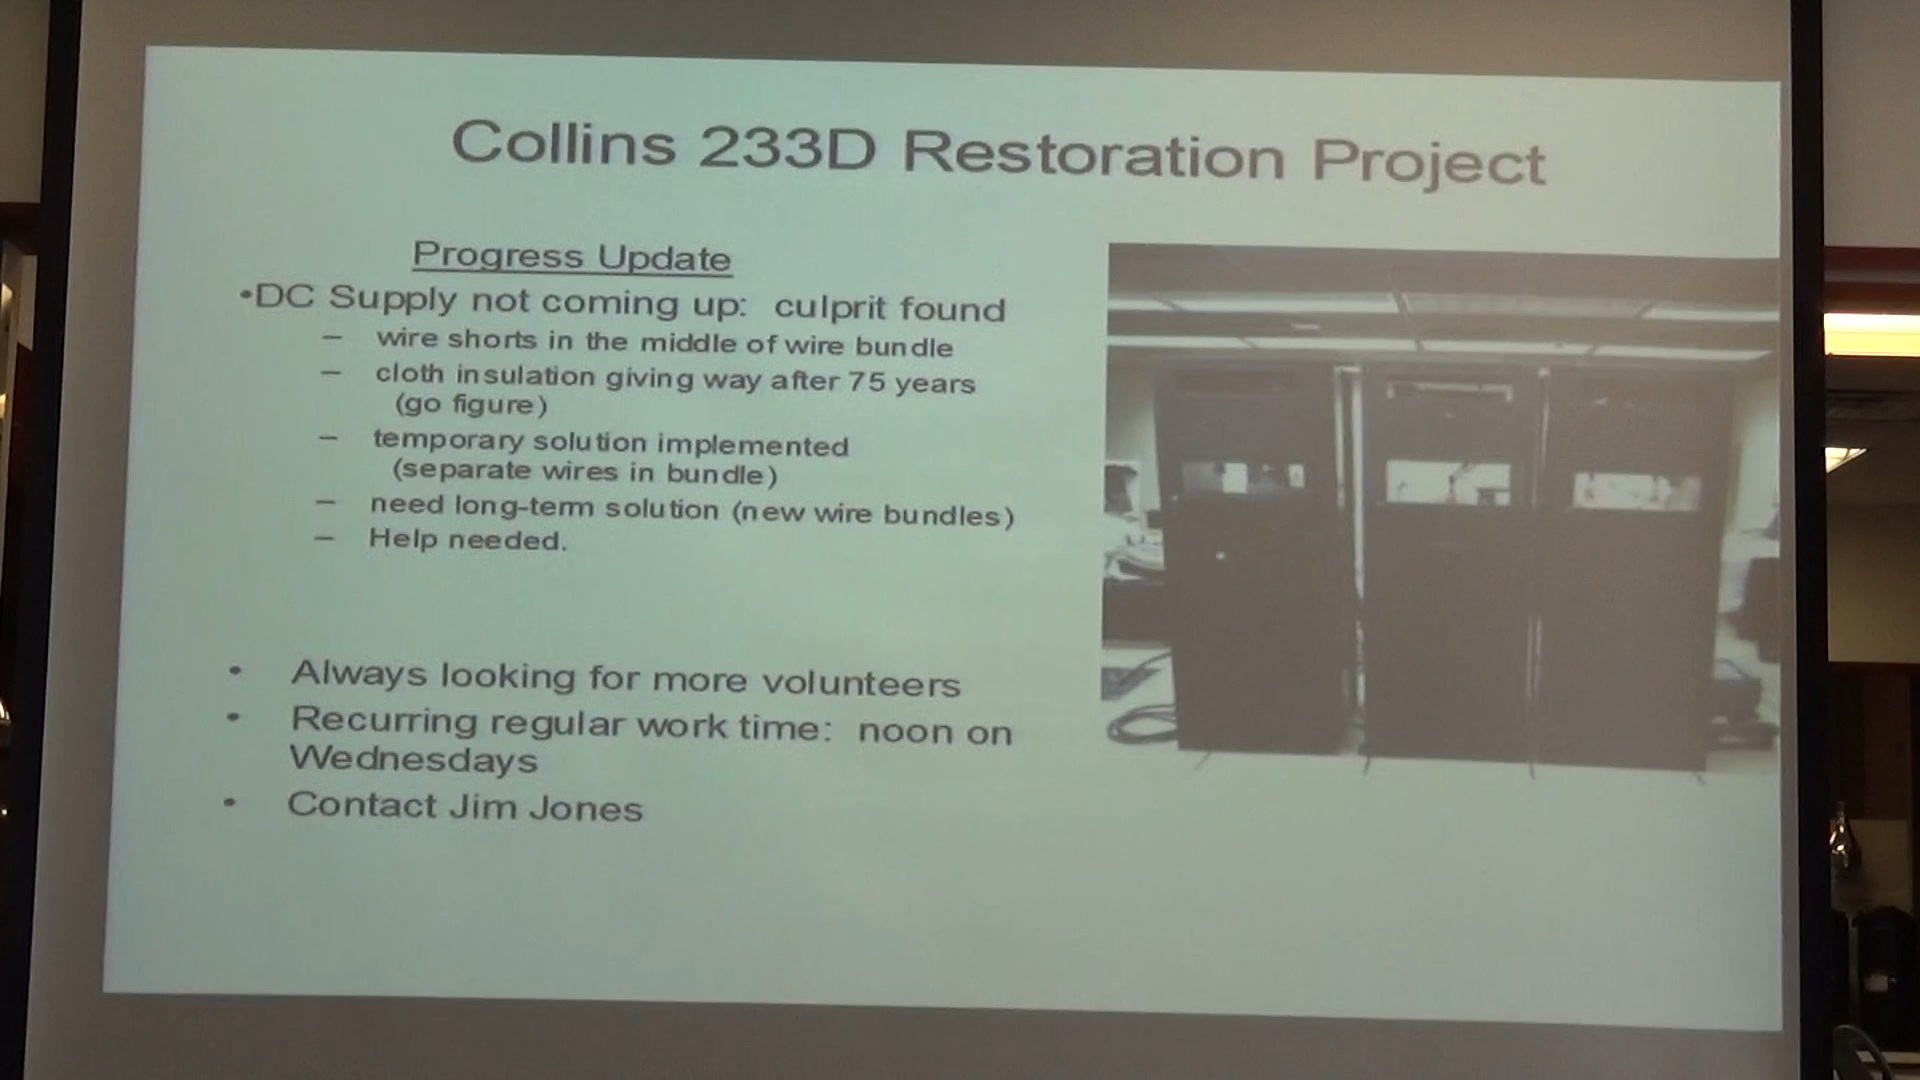 Collins 233D Restoration Project
Progress Update
•DC Supply not coming up: culprit found
– wire shorts in the middle of wire bundle
– cloth insulation giving way after 75 years
(go figure)
– temporary solution implemented
(separate wires in bundle)
– need long-term solution (new wire bundles)
– Help needed.
• Always looking for more volunteers
• Recurring regular work time: noon on
Wednesdays
• Contact Jim Jones